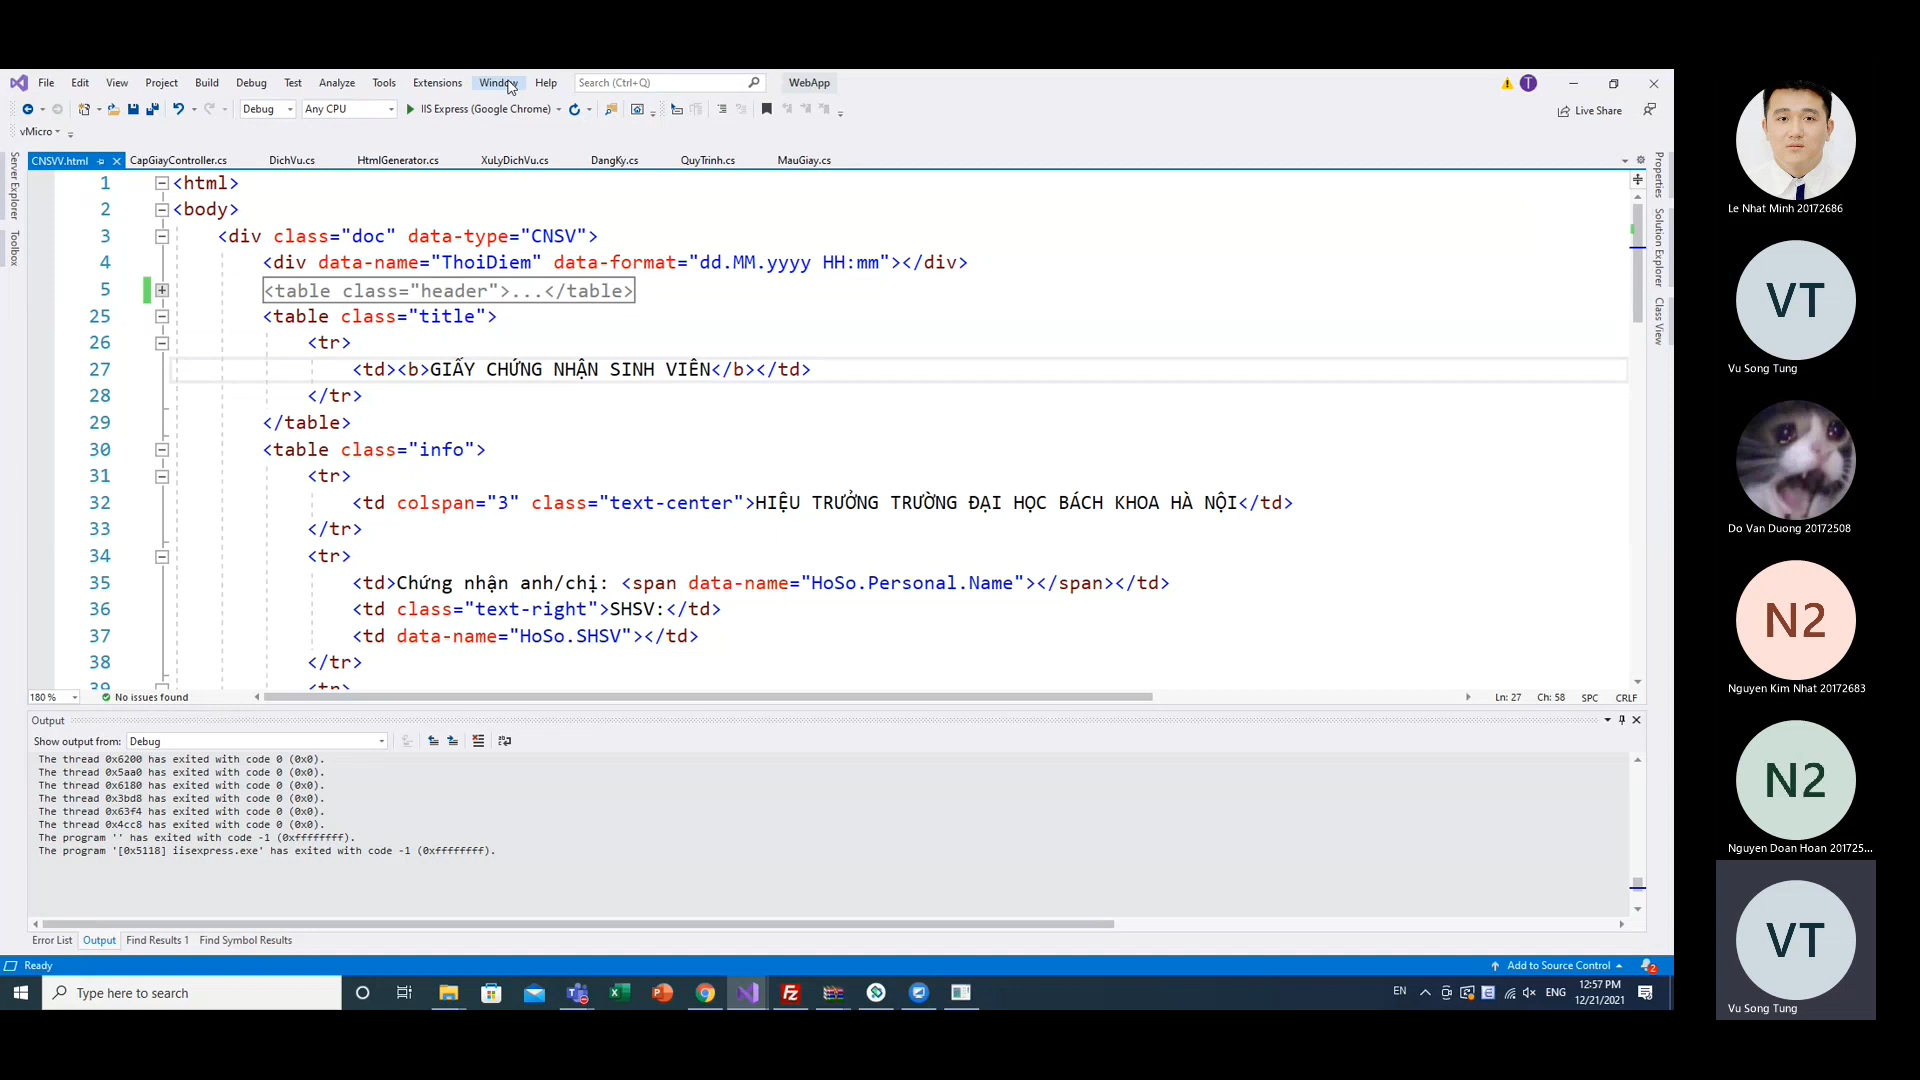 File Edit View Project Build Debug Test Analyze Tools Extensions Window Help Search (Ctrl+Q) WebApp
T
Debug Any CPU IIS Express (Google Chrome) Live Share
vMicro
CNSVV.html CapGiayController.cs DichVu.cs HtmlGenerator.cs XuLyDichVu.cs DangKy.cs QuyTrinh.cs MauGiay.cs
Server Explorer
Toolbox
Properties
Solution Explorer
Class View
1 <html>
2 <body>
3 <div class="doc" data-type="CNSV">
4 <div data-name="ThoiDiem" data-format="dd.MM.yyyy HH:mm"></div>
5 <table class="header">...</table>
25 <table class="title">
26 <tr>
27 <td><b>GIẤY CHỨNG NHẬN SINH VIÊN</b></td>
28 </tr>
29 </table>
30 <table class="info">
31 <tr>
32 <td colspan="3" class="text-center">HIỆU TRƯỞNG TRƯỜNG ĐẠI HỌC BÁCH KHOA HÀ NỘI</td>
33 </tr>
34 <tr>
35 <td>Chứng nhận anh/chị: <span data-name="HoSo.Personal.Name"></span></td>
36 <td class="text-right">SHSV:</td>
37 <td data-name="HoSo.SHSV"></td>
38 </tr>
39 <tr>
180 % No issues found Ln: 27 Ch: 58 SPC CRLF
Output
Show output from: Debug
The thread 0x6200 has exited with code 0 (0x0).
The thread 0x5aa0 has exited with code 0 (0x0).
The thread 0x6180 has exited with code 0 (0x0).
The thread 0x3bd8 has exited with code 0 (0x0).
The thread 0x63f4 has exited with code 0 (0x0).
The thread 0x4cc8 has exited with code 0 (0x0).
The program '' has exited with code -1 (0xffffffff).
The program '[0x5118] iisexpress.exe' has exited with code -1 (0xffffffff).
Error List Output Find Results 1 Find Symbol Results
Ready Add to Source Control 2
Type here to search EN ENG 12:57 PM
12/21/2021
Le Nhat Minh 20172686
VT
Vu Song Tung
Do Van Duong 20172508
N2
Nguyen Kim Nhat 20172683
N2
Nguyen Doan Hoan 201725...
VT
Vu Song Tung